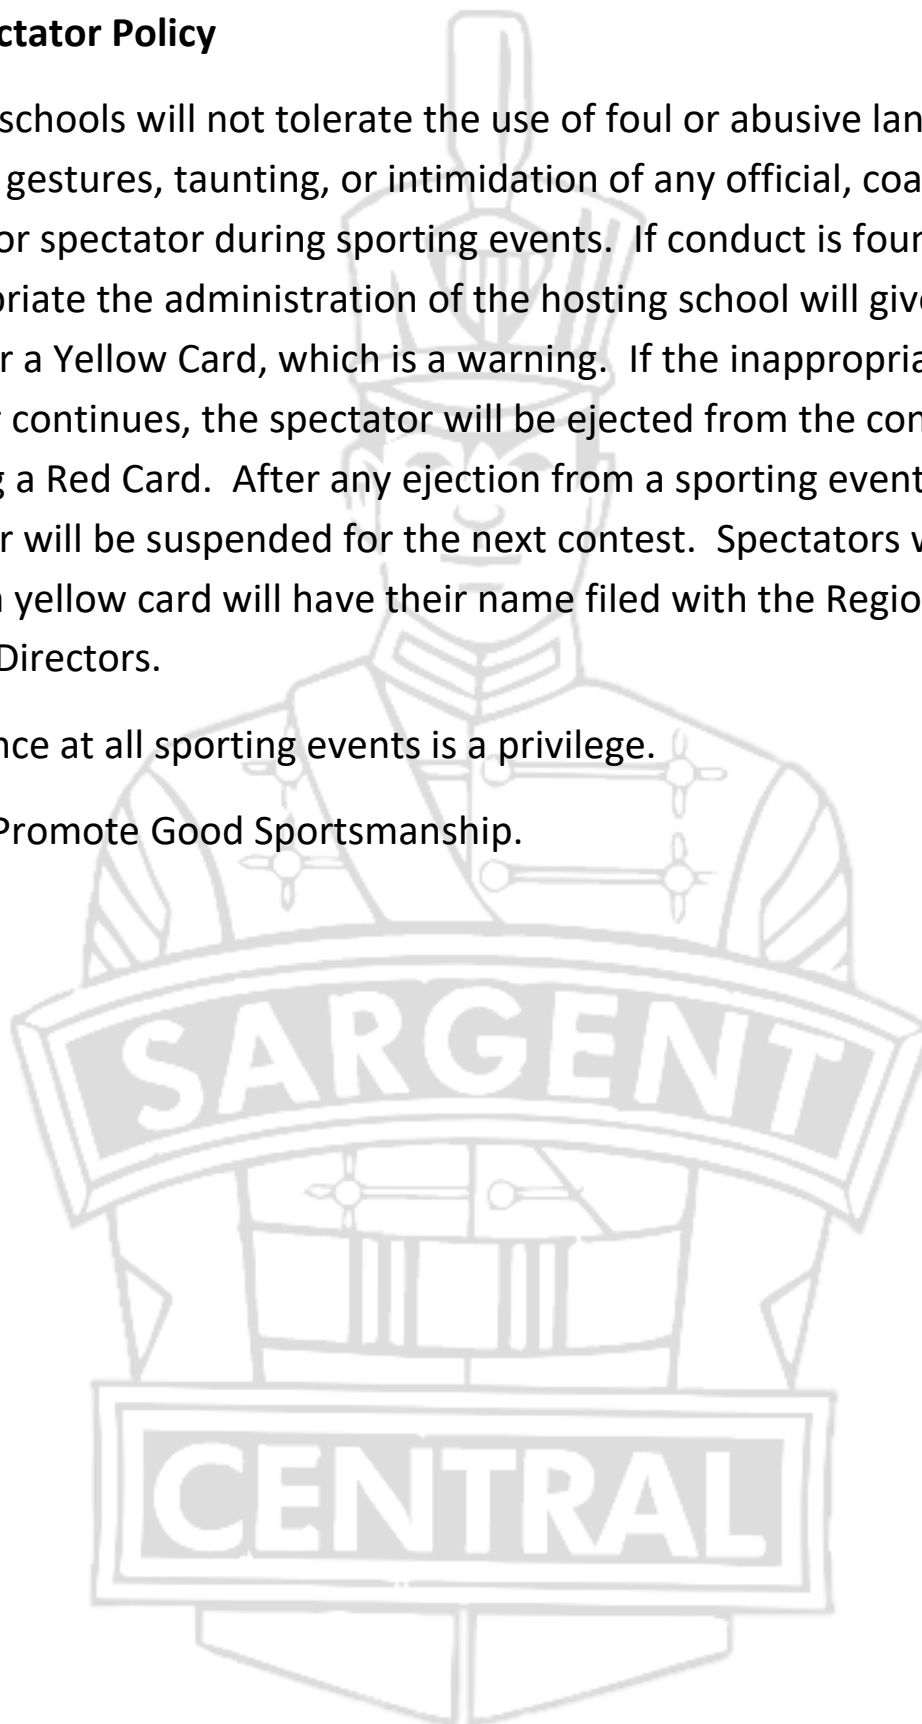 ctator Policy
schools will not tolerate the use of foul or abusive lan
gestures, taunting, or intimidation of any official, coa
or spectator during sporting events.  If conduct is four
priate the administration of the hosting school will give
r a Yellow Card, which is a warning.  If the inappropria
r continues, the spectator will be ejected from the con
g a Red Card.  After any ejection from a sporting event
r will be suspended for the next contest.  Spectators w
yellow card will have their name filed with the Regio
Directors.
nce at all sporting events is a privilege.
Promote Good Sportsmanship.
SARGENT
CENTRAL